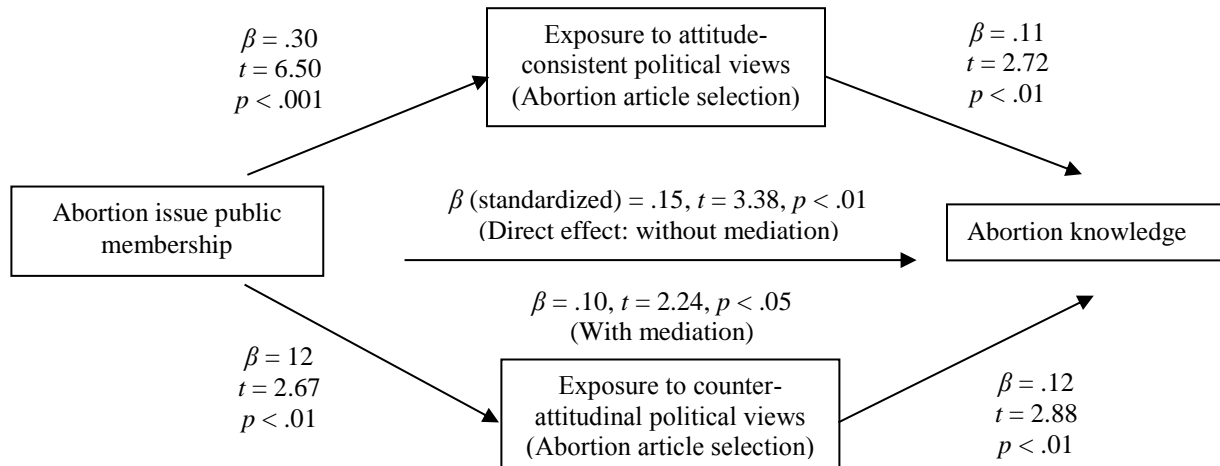 β = .30
t = 6.50
p < .001
Exposure to attitude-
consistent political views
(Abortion article selection)
β = .11
t = 2.72
p < .01
Abortion issue public
membership
β (standardized) = .15, t = 3.38, p < .01
(Direct effect: without mediation)
Abortion knowledge
β = .10, t = 2.24, p < .05
(With mediation)
β = 12
t = 2.67
p < .01
Exposure to counter-
attitudinal political views
(Abortion article selection)
β = .12
t = 2.88
p < .01